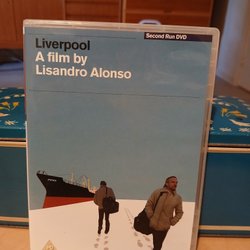 Second Run DVD
Liverpool
A film by
Lisandro Alonso